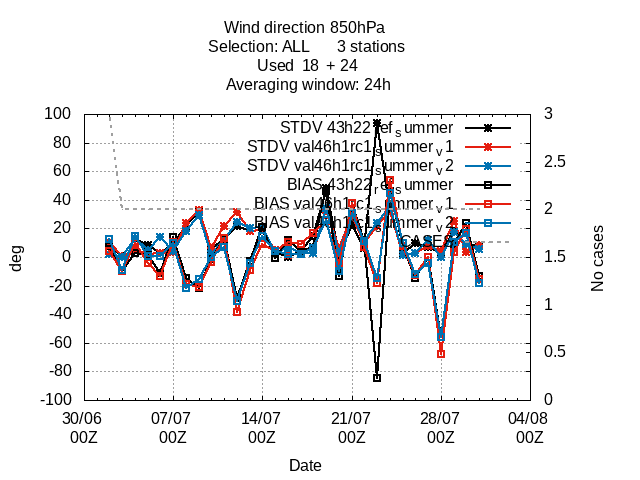 Wind direction 850hPa
Selection: ALL 3 stations
Used 18 + 24
Averaging window: 24h
100
80
60
40
20
0
-20
-40
-60
-80
-100
deg
3
2.5
2
1.5
1
0.5
0
No cases
STDV 43h22_ref_summer
STDV val46h1rc1_summer_v1
STDV val46h1rc1_summer_v2
BIAS 43h22_ref_summer
BIAS val46h1rc1_summer_v1
BIAS val46h1rc1_summer_v2
CASES
30/06 07/07 14/07 21/07 28/07 04/08
00Z 00Z 00Z 00Z 00Z 00Z
Date